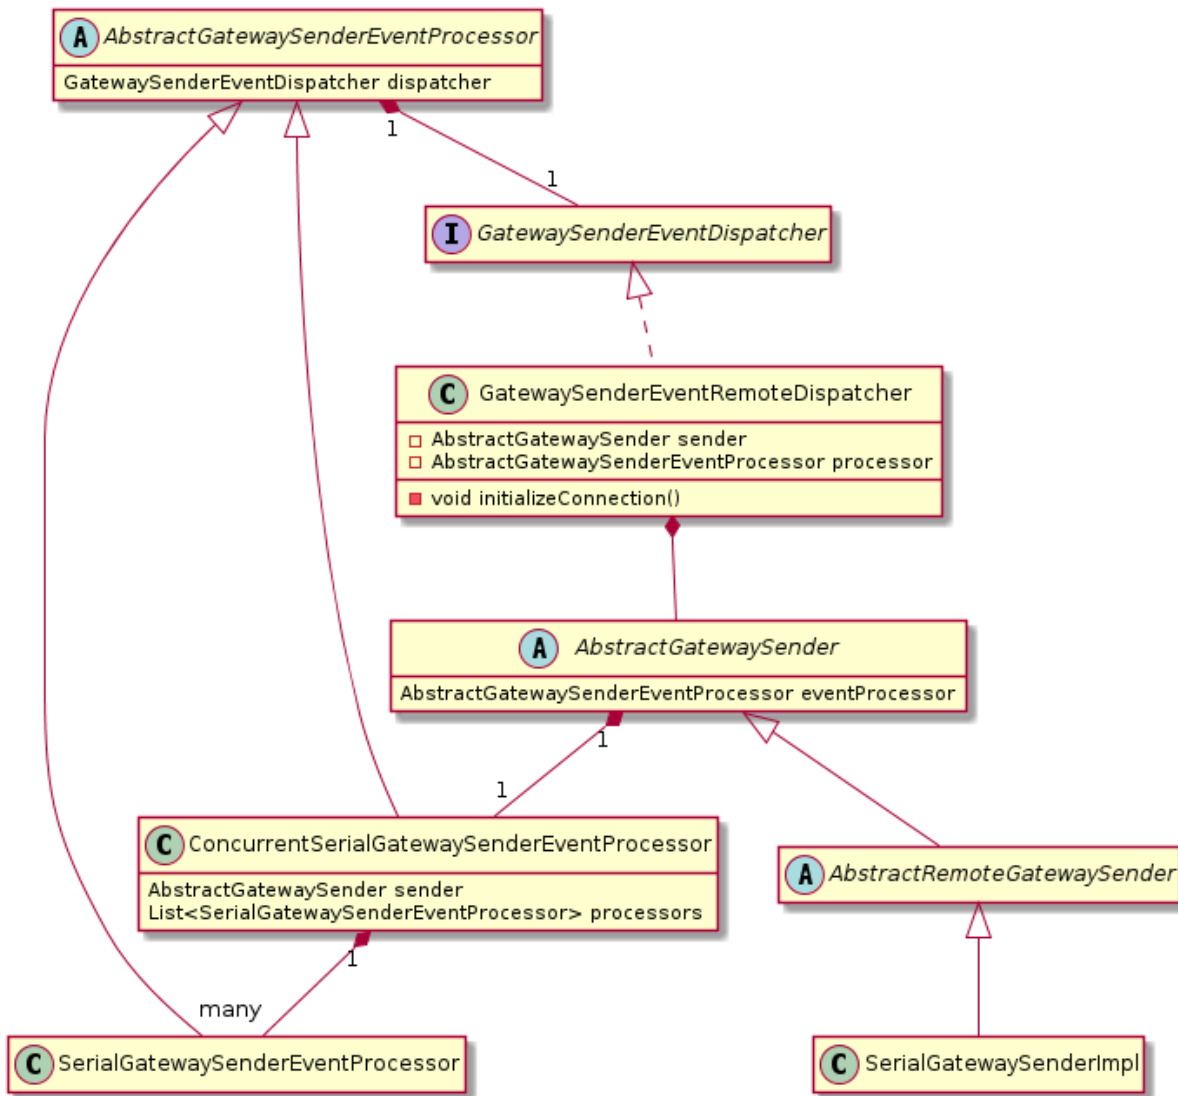 A AbstractGatewaySenderEventProcessor
GatewaySenderEventDispatcher dispatcher
1
1
I GatewaySenderEventDispatcher
C GatewaySenderEventRemoteDispatcher
AbstractGatewaySender sender
AbstractGatewaySenderEventProcessor processor
void initializeConnection()
A AbstractGatewaySender
AbstractGatewaySenderEventProcessor eventProcessor
1
1
C ConcurrentSerialGatewaySenderEventProcessor
AbstractGatewaySender sender
List<SerialGatewaySenderEventProcessor> processors
A AbstractRemoteGatewaySender
1
many
C SerialGatewaySenderEventProcessor
C SerialGatewaySenderImpl